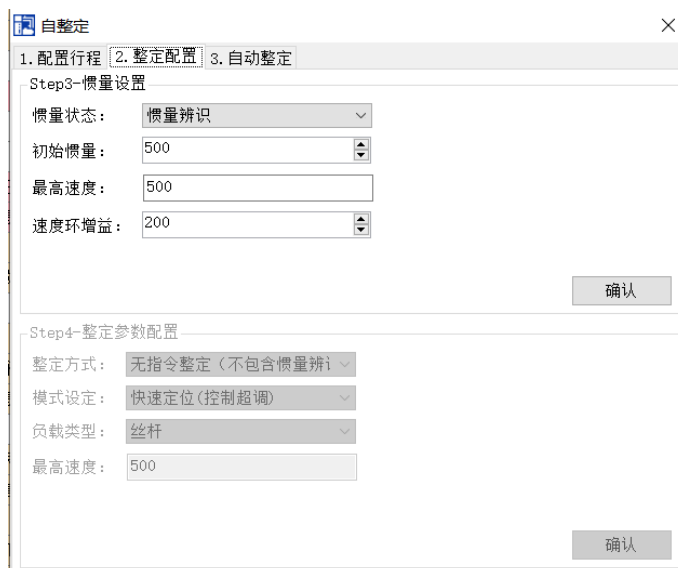 自整定
1.配置行程 2.整定配置 3.自动整定
Step3-惯量设置
惯量状态： 惯量辨识
初始惯量： 500
最高速度： 500
速度环增益： 200
确认
Step4-整定参数配置
整定方式： 无指令整定（不包含惯量辨
模式设定： 快速定位(控制超调)
负载类型： 丝杆
最高速度： 500
确认